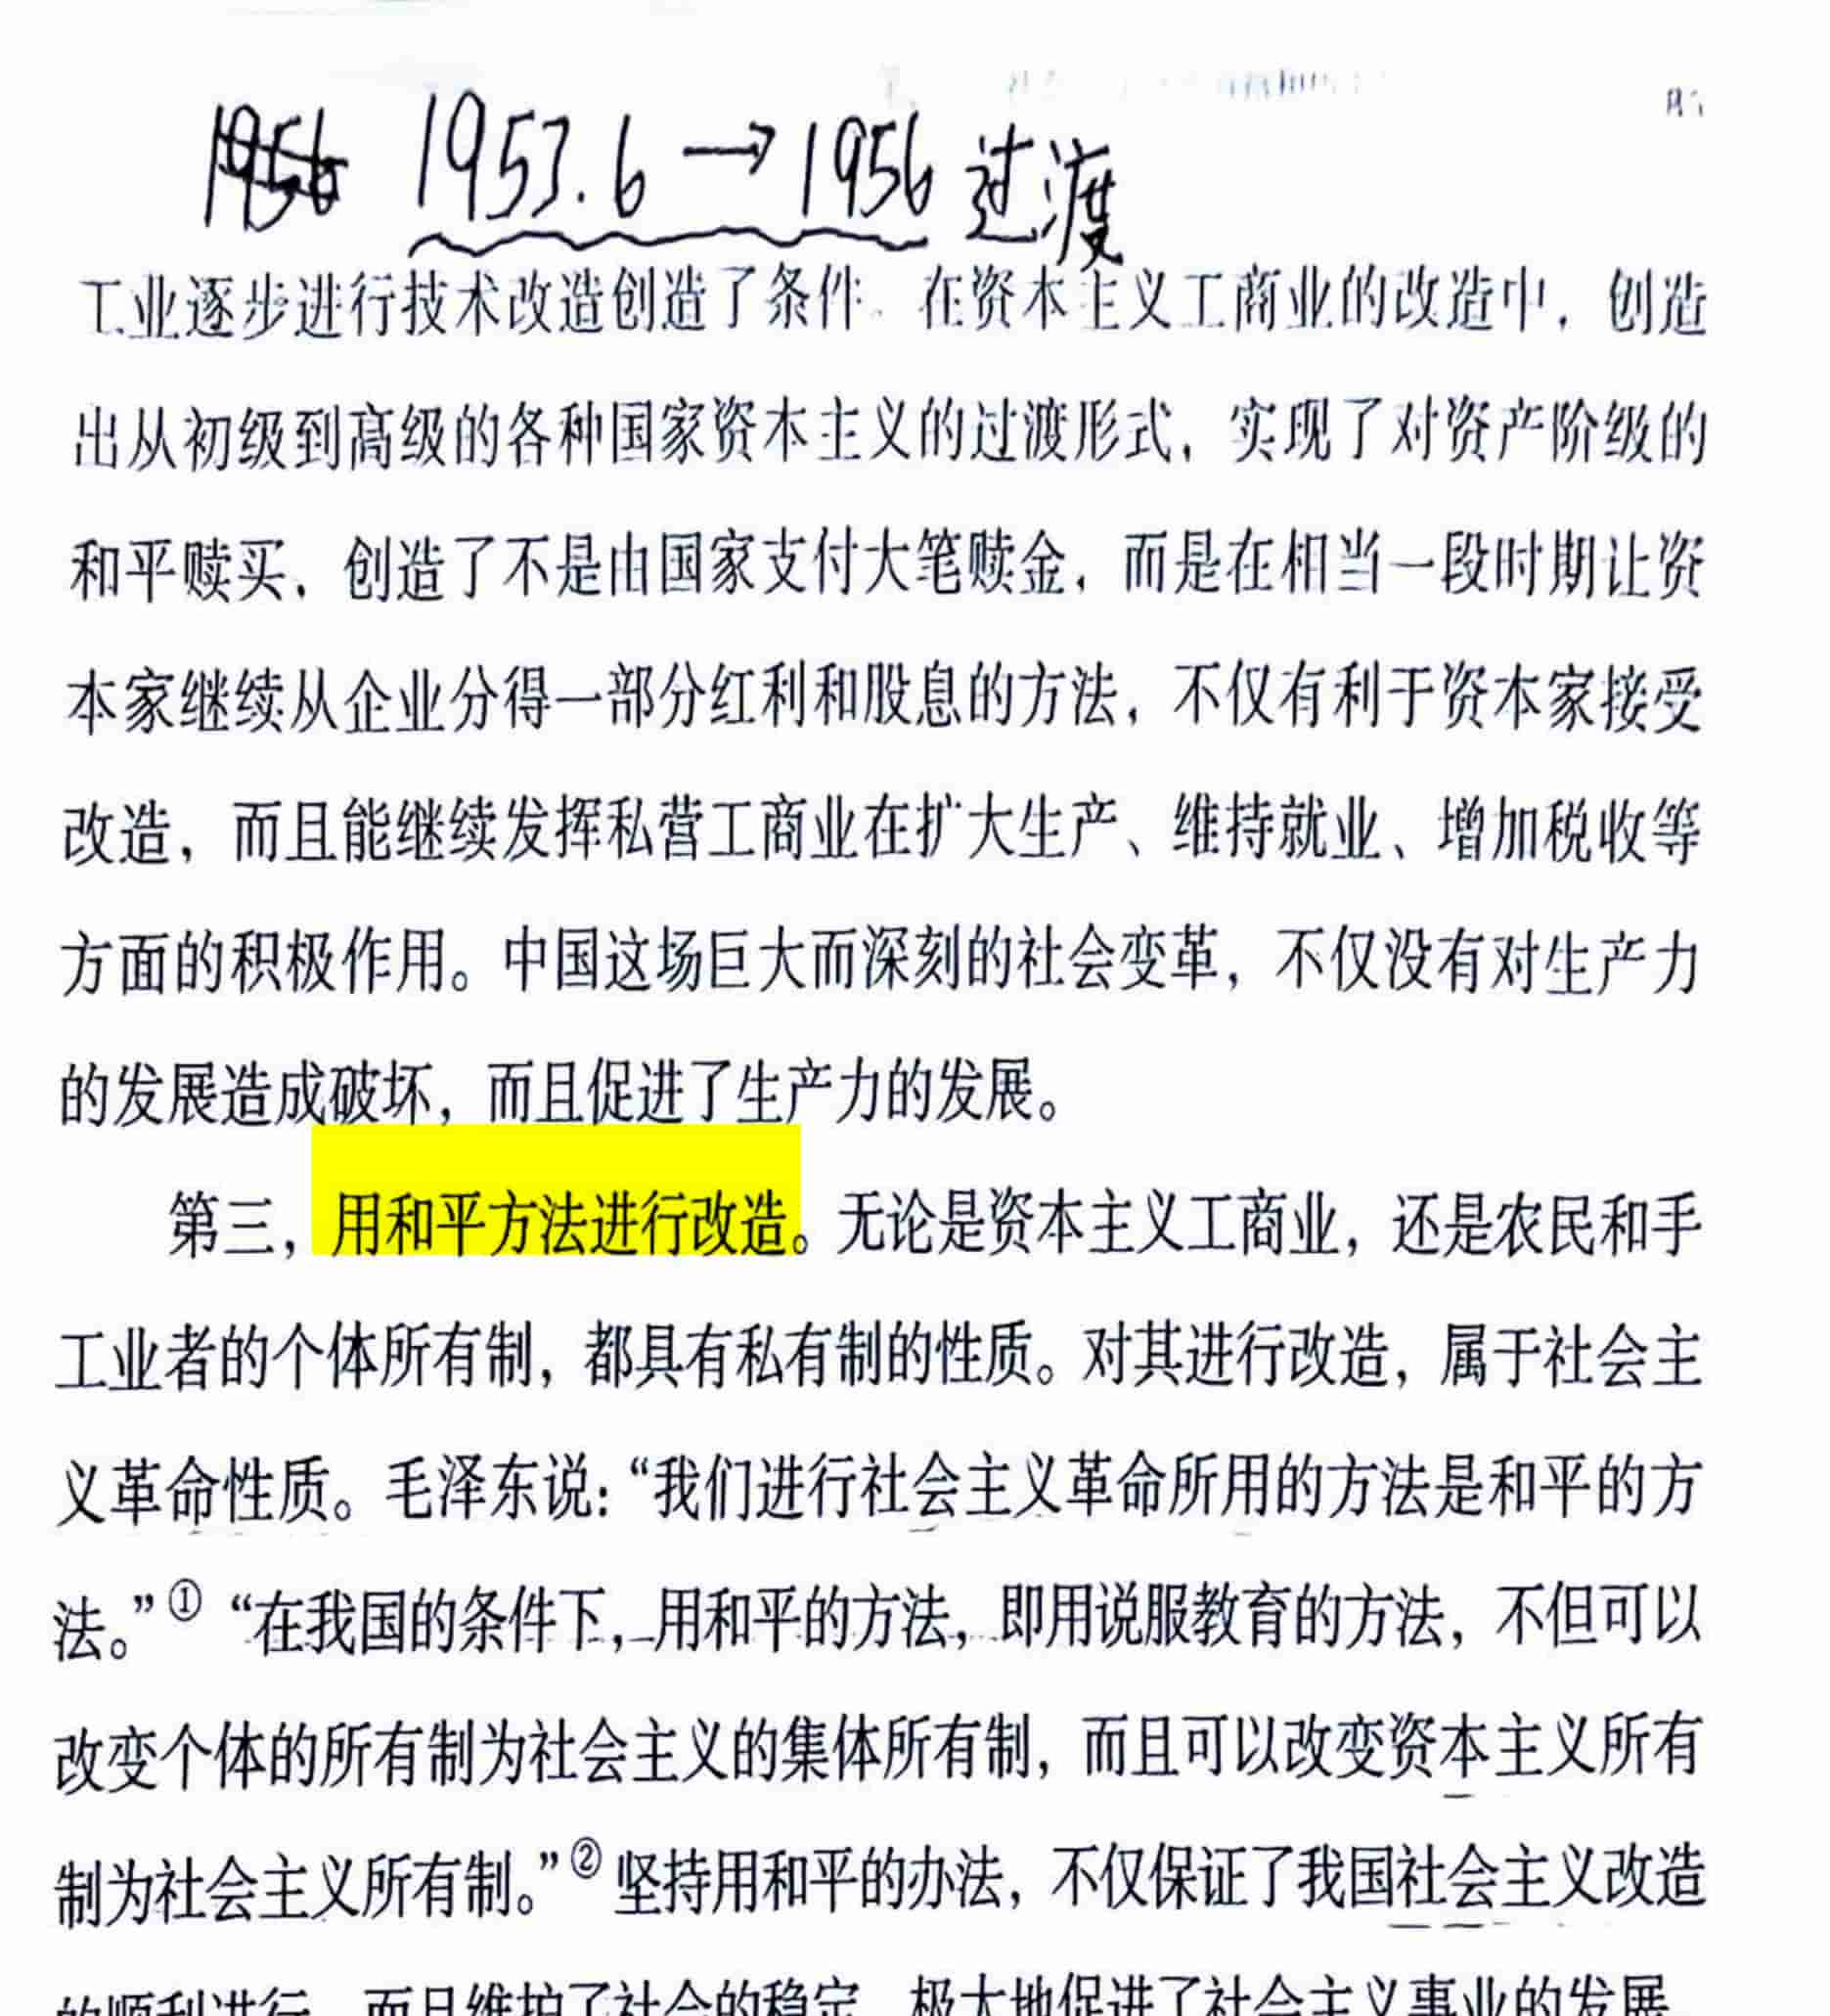 1956 1953.6→1956 过渡
工业逐步进行技术改造创造了条件。在资本主义工商业的改造中，创造
出从初级到高级的各种国家资本主义的过渡形式，实现了对资产阶级的
和平赎买，创造了不是由国家支付大笔赎金，而是在相当一段时期让资
本家继续从企业分得一部分红利和股息的方法，不仅有利于资本家接受
改造，而且能继续发挥私营工商业在扩大生产、维持就业、增加税收等
方面的积极作用。中国这场巨大而深刻的社会变革，不仅没有对生产力
的发展造成破坏，而且促进了生产力的发展。
第三，用和平方法进行改造。无论是资本主义工商业，还是农民和手
工业者的个体所有制，都具有私有制的性质。对其进行改造，属于社会主
义革命性质。毛泽东说：“我们进行社会主义革命所用的方法是和平的方
法。”① “在我国的条件下，用和平的方法，即用说服教育的方法，不但可以
改变个体的所有制为社会主义的集体所有制，而且可以改变资本主义所有
制为社会主义所有制。”② 坚持用和平的办法，不仅保证了我国社会主义改造
的顺利进行，而且维护了社会的稳定，极大地促进了社会主义事业的发展